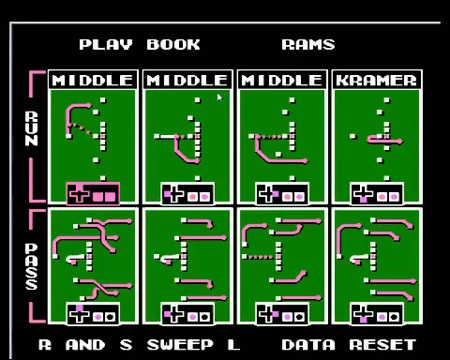 PLAY BOOK RAMS
MIDDLE MIDDLE MIDDLE KRAMER
RUN
PASS
R AND S SWEEP L DATA RESET